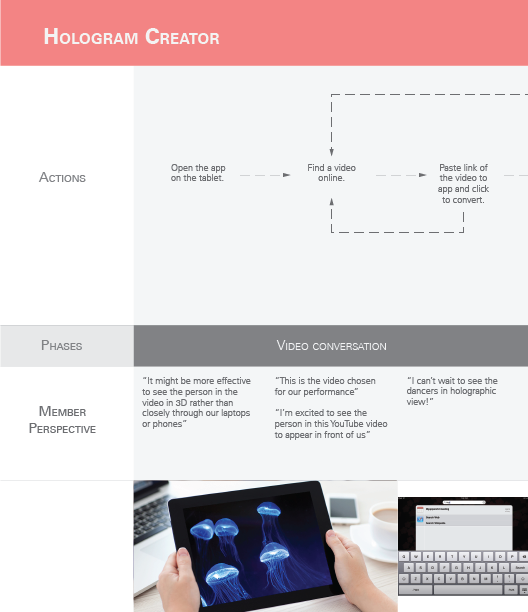 HOLOGRAM CREATOR
ACTIONS
Open the app
on the tablet.
Find a video
online.
Paste link of
the video to
app and click
to convert.
PHASES
VIDEO CONVERSATION
MEMBER
PERSPECTIVE
“It might be more effective
to see the person in the
video in 3D rather than
closely through our laptops
or phones”
“This is the video chosen
for our performance”
“I’m excited to see the
person in this YouTube video
to appear in front of us”
“I can’t wait to see the
dancers in holographic
view!”